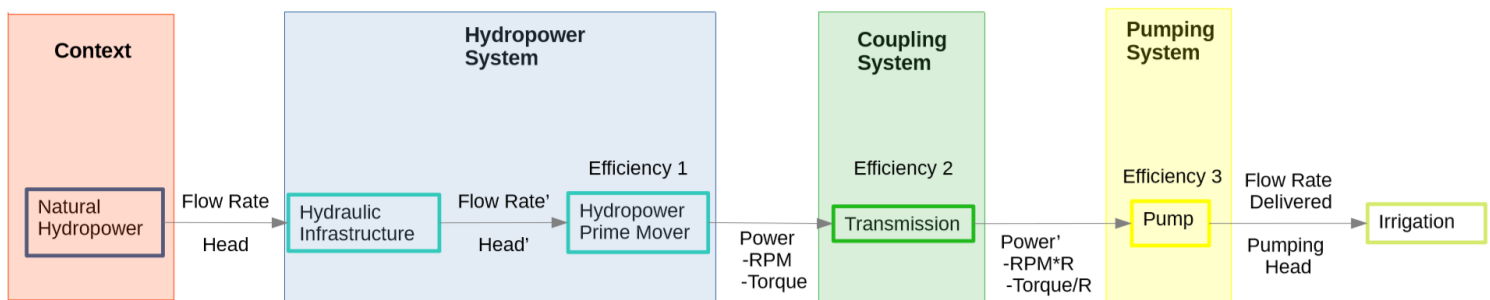 Context
Hydropower
System
Coupling
System
Pumping
System
Efficiency 1
Efficiency 2
Efficiency 3
Natural
Hydropower
Flow Rate
Head
Hydraulic
Infrastructure
Flow Rate’
Head’
Hydropower
Prime Mover
Power
-RPM
-Torque
Transmission
Power’
-RPM*R
-Torque/R
Pump
Flow Rate
Delivered
Pumping
Head
Irrigation